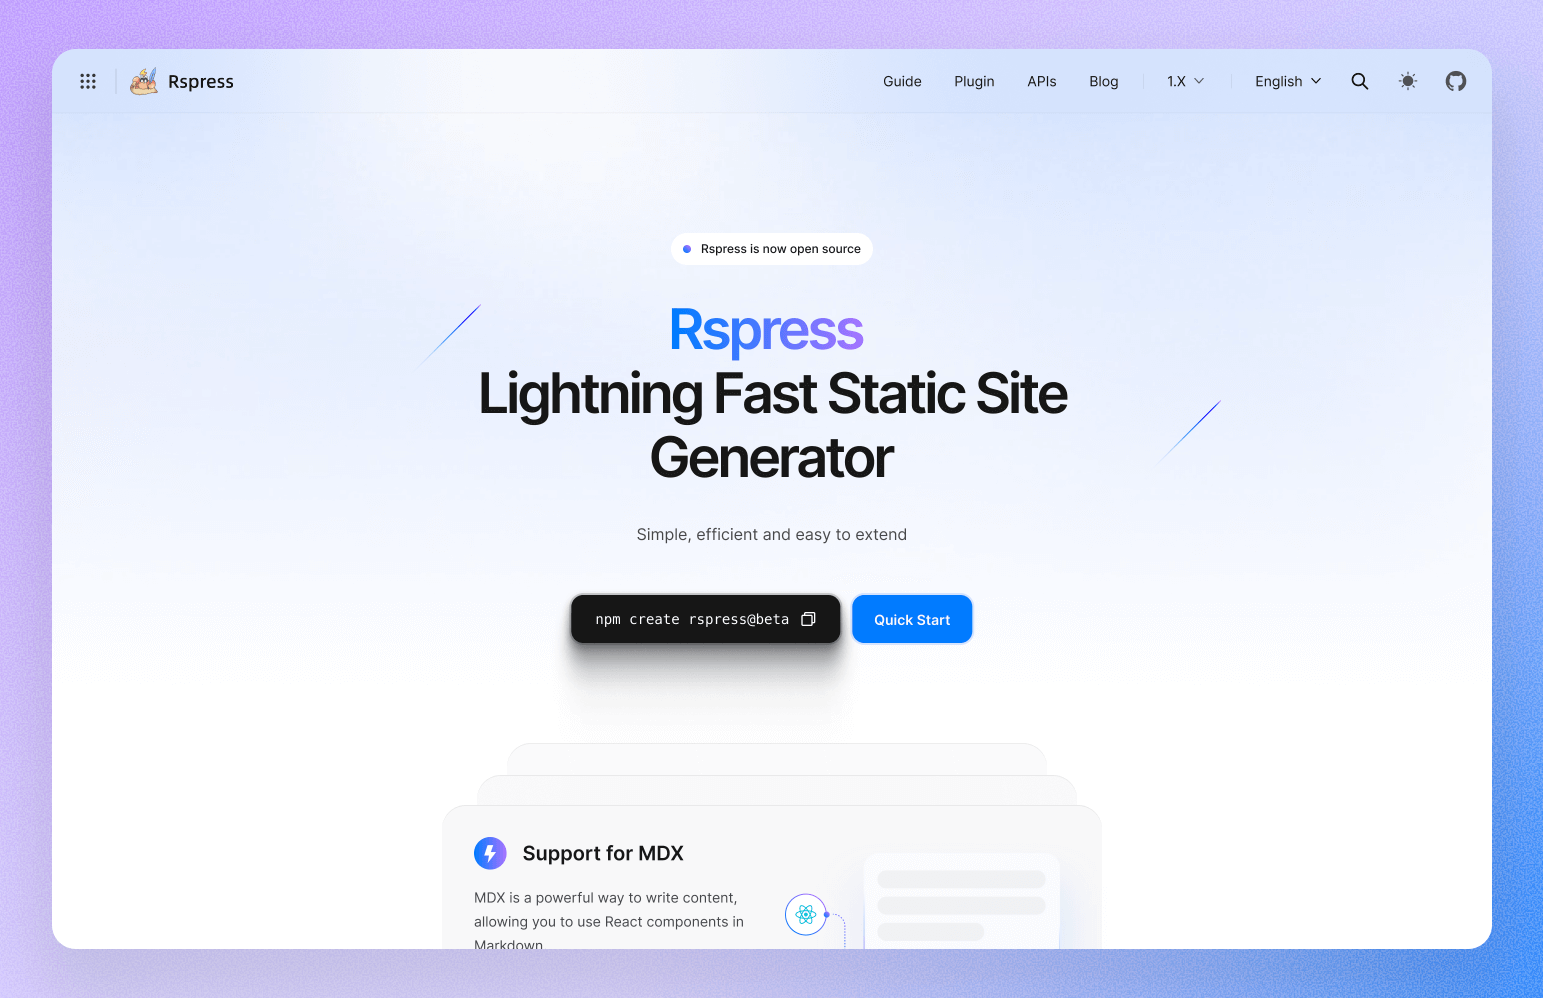 Rspress
Guide Plugin APIs Blog 1.X English
Rspress is now open source
Rspress
Lightning Fast Static Site
Generator
Simple, efficient and easy to extend
npm create rspress@beta Quick Start
Support for MDX
MDX is a powerful way to write content,
allowing you to use React components in
Markdown